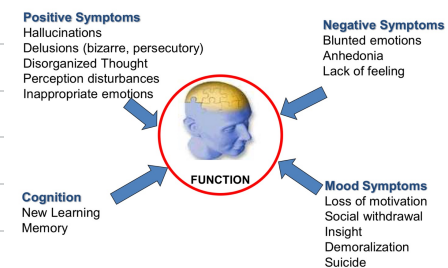 Positive Symptoms
Hallucinations
Delusions (bizarre, persecutory)
Disorganized Thought
Perception disturbances
Inappropriate emotions
Negative Symptoms
Blunted emotions
Anhedonia
Lack of feeling
FUNCTION
Cognition
New Learning
Memory
Mood Symptoms
Loss of motivation
Social withdrawal
Insight
Demoralization
Suicide